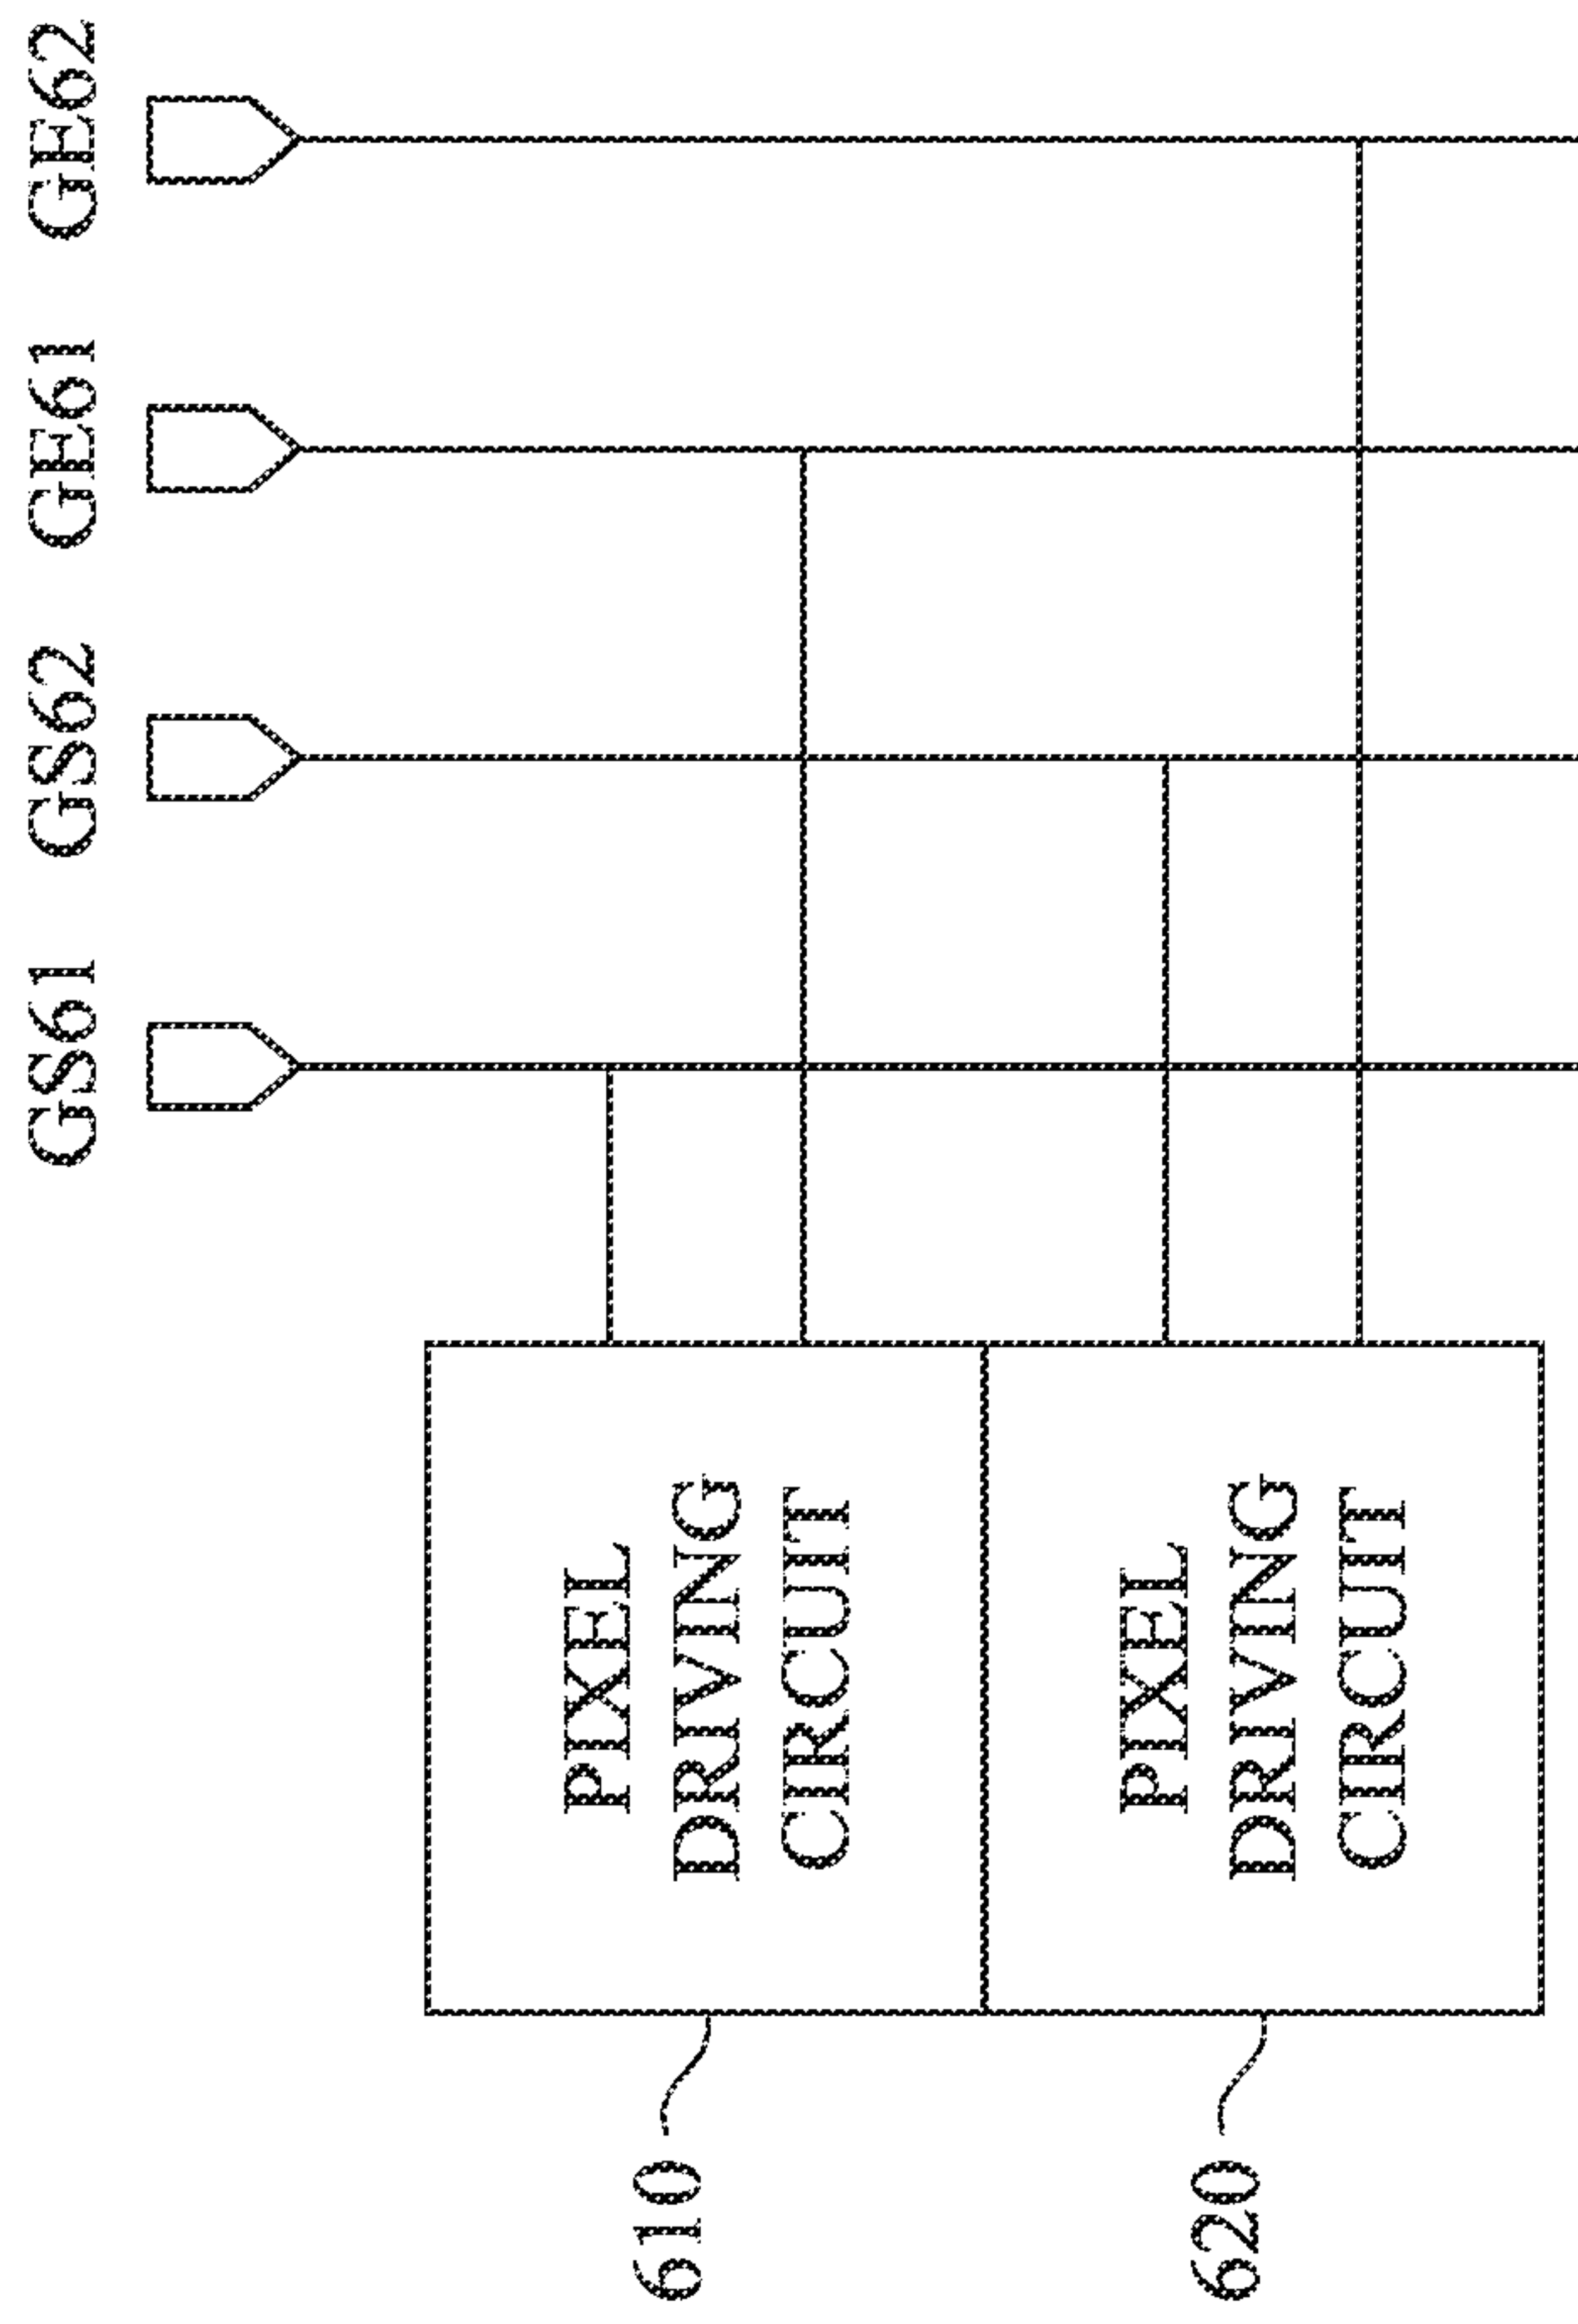 GS61
GS62
GE61
GE62
PIXEL
DRIVING
CIRCUIT
PIXEL
DRIVING
CIRCUIT
610
620